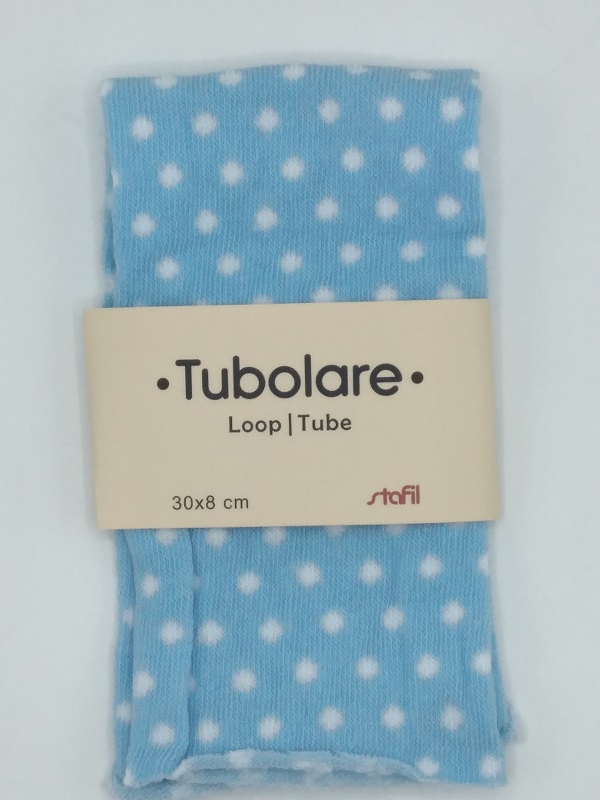 •Tubolare•
Loop|Tube
30x8 cm
stafil